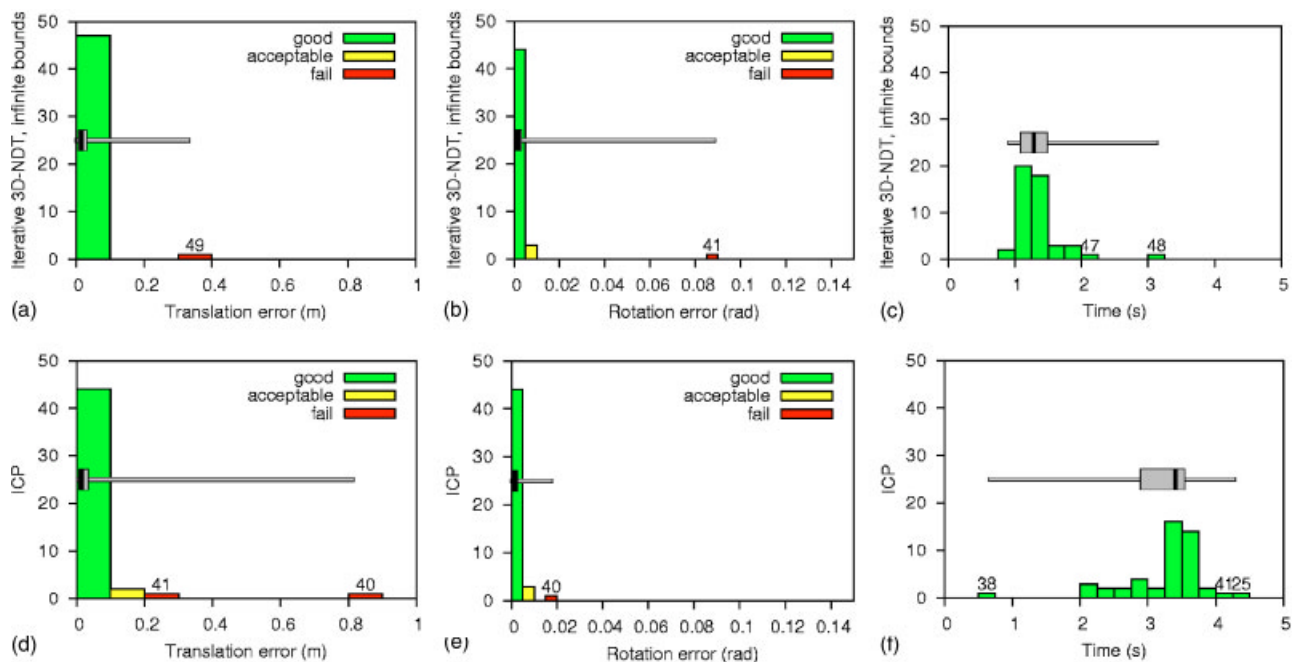 Iterative 3D-NDT, infinite bounds
50
40
30
20
10
0
good
acceptable
fail
49
0
0.2
0.4
0.6
0.8
1
(a)
Translation error (m)
Iterative 3D-NDT, infinite bounds
50
40
30
20
10
0
good
acceptable
fail
41
0
0.02
0.04
0.06
0.08
0.1
0.12
0.14
(b)
Rotation error (rad)
Iterative 3D-NDT, infinite bounds
50
40
30
20
10
0
47
48
0
1
2
3
4
5
(c)
Time (s)
ICP
50
40
30
20
10
0
good
acceptable
fail
41
40
0
0.2
0.4
0.6
0.8
1
(d)
Translation error (m)
ICP
50
40
30
20
10
0
good
acceptable
fail
40
0
0.02
0.04
0.06
0.08
0.1
0.12
0.14
(e)
Rotation error (rad)
ICP
50
40
30
20
10
0
38
4125
0
1
2
3
4
5
(f)
Time (s)